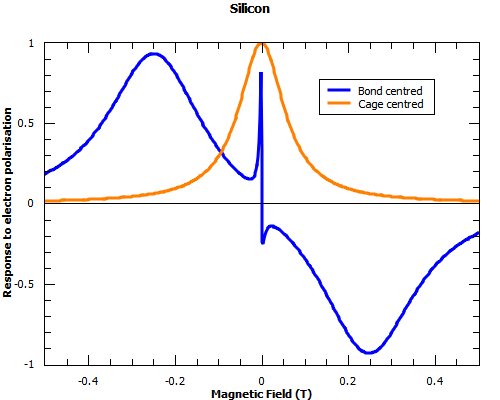 Silicon
Response to electron polarisation
1
0.5
0
-0.5
-1
Bond centred
Cage centred
-0.4
-0.2
0
0.2
0.4
Magnetic Field (T)